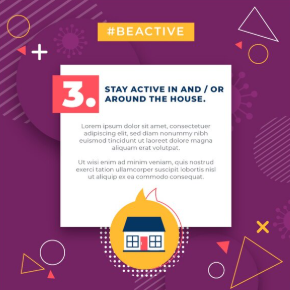 #BEACTIVE
3.
STAY ACTIVE IN AND / OR
AROUND THE HOUSE.
Lorem ipsum dolor sit amet, consectetuer
adipiscing elit, sed diam nonummy nibh
euismod tincidunt ut laoreet dolore magna
aliquam erat volutpat.
Ut wisi enim ad minim veniam, quis
nostrud exerci tation ullamcorper suscipit
lobortis nisl ut aliquip ex ea commodo
consequat.